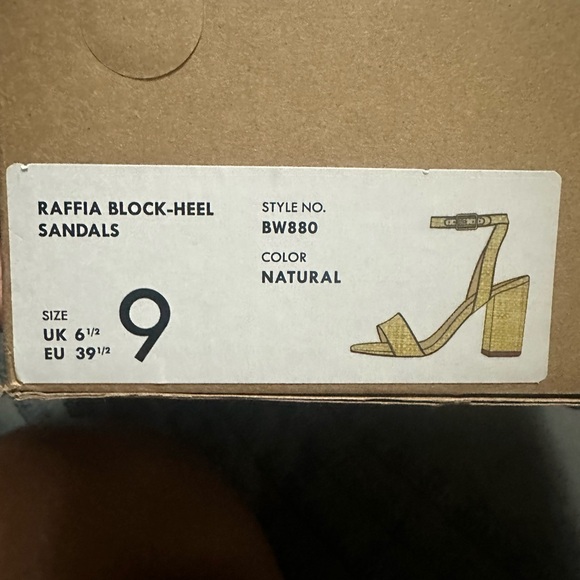 RAFFIA BLOCK-HEEL
SANDALS
STYLE NO.
BW880
COLOR
NATURAL
SIZE
UK 6 1/2
EU 39 1/2
9